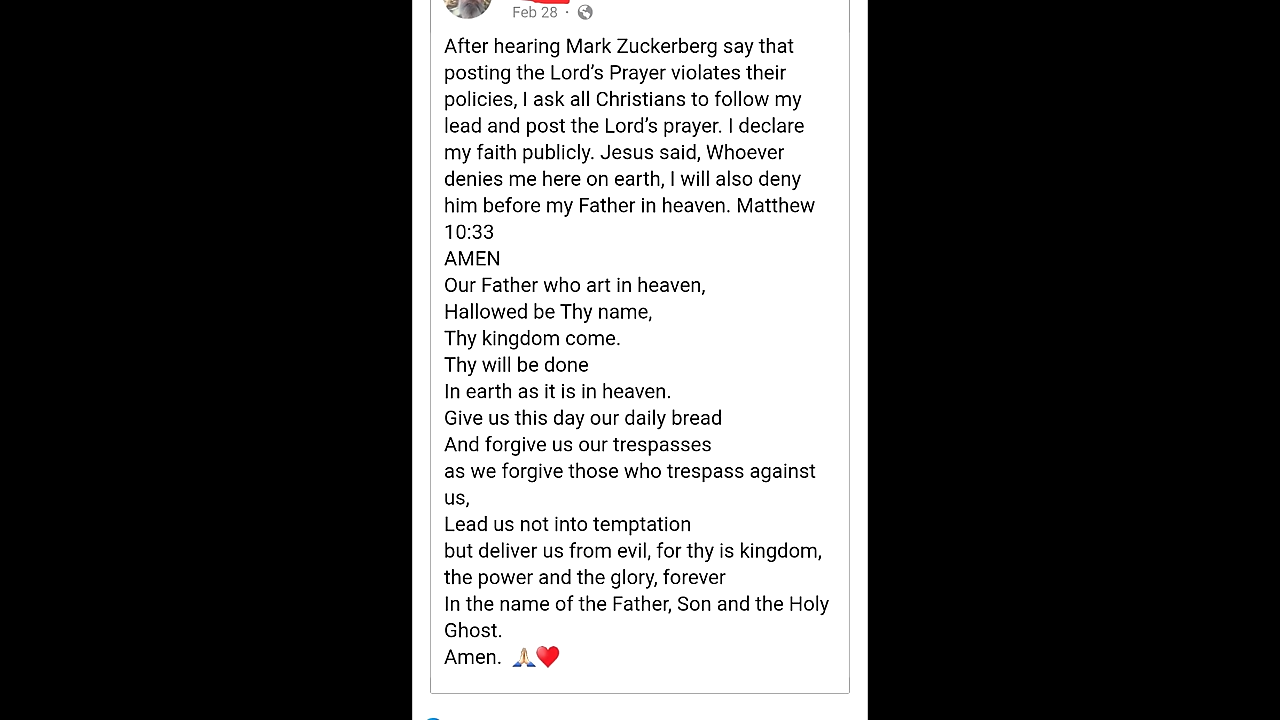 Feb 28 ·
After hearing Mark Zuckerberg say that
posting the Lord’s Prayer violates their
policies, I ask all Christians to follow my
lead and post the Lord’s prayer. I declare
my faith publicly. Jesus said, Whoever
denies me here on earth, I will also deny
him before my Father in heaven. Matthew
10:33
AMEN
Our Father who art in heaven,
Hallowed be Thy name,
Thy kingdom come.
Thy will be done
In earth as it is in heaven.
Give us this day our daily bread
And forgive us our trespasses
as we forgive those who trespass against
us,
Lead us not into temptation
but deliver us from evil, for thy is kingdom,
the power and the glory, forever
In the name of the Father, Son and the Holy
Ghost.
Amen. 🙏🏻♥️